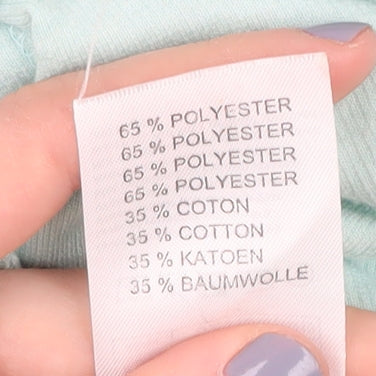 65 % POLYESTER
65 % POLYESTER
65 % POLYESTER
65 % POLYESTER
35 % COTON
35 % COTTON
35 % KATOEN
35 % BAUMWOLLE